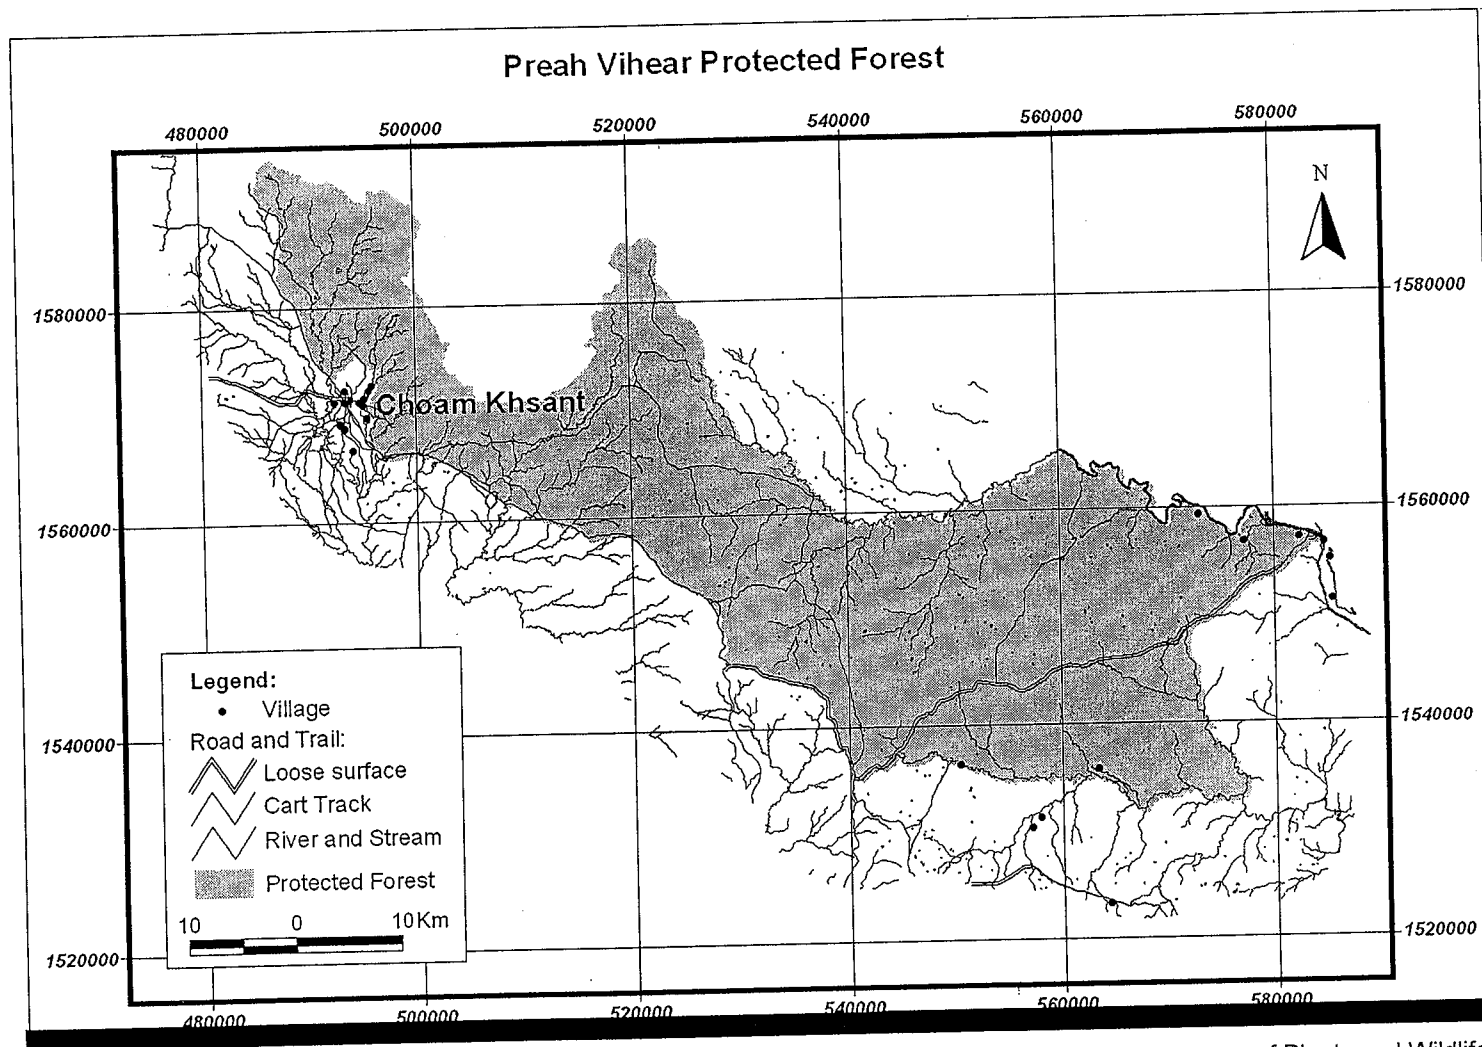 Preah Vihear Protected Forest
480000 500000 520000 540000 560000 580000
N
1580000 1580000
Choam Khsant
1560000 1560000
Legend:
Village
Road and Trail:
Loose surface
Cart Track
River and Stream
Protected Forest
10 0 10Km
1540000 1540000
1520000 1520000
480000 500000 520000 540000 560000 580000